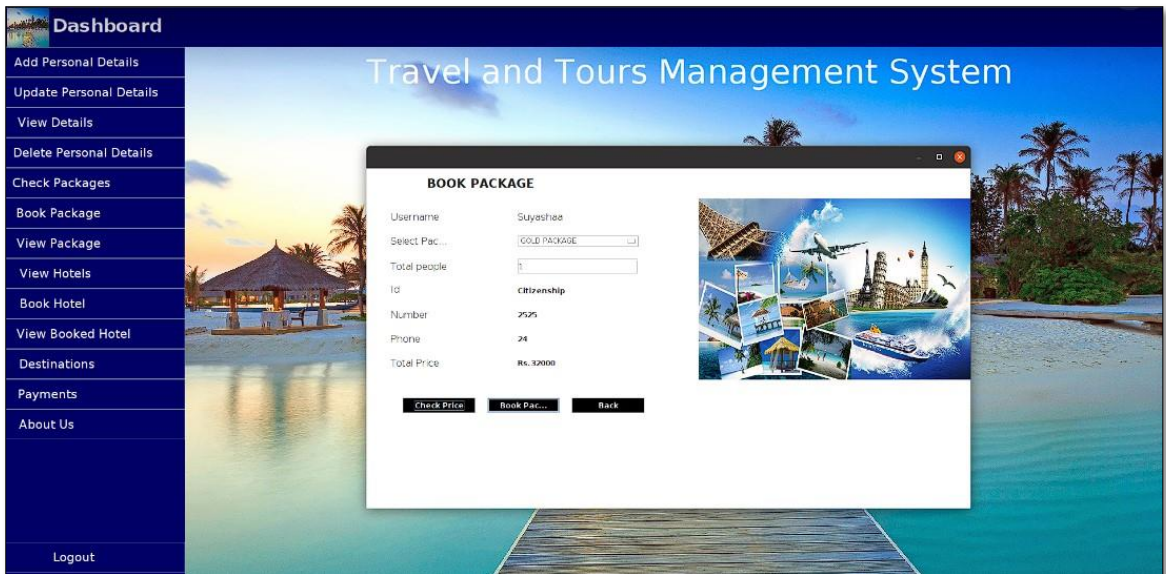 Dashboard
Add Personal Details
Update Personal Details
View Details
Delete Personal Details
Check Packages
Book Package
View Package
View Hotels
Book Hotel
View Booked Hotel
Destinations
Payments
About Us
Logout
Travel and Tours Management System
BOOK PACKAGE
Username Suyashaa
Select Pac... GOLD PACKAGE
Total people 1
Id Citizenship
Number 2525
Phone 24
Total Price Rs.32000
Check Price Book Pac... Back